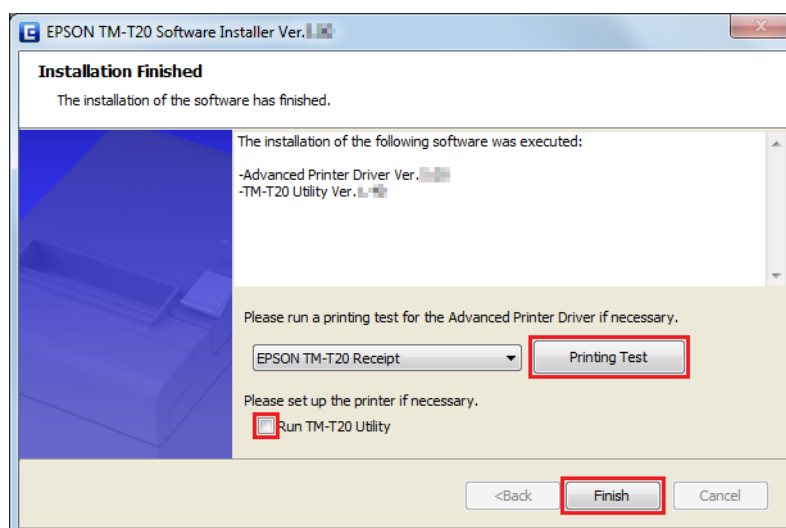 EPSON TM-T20 Software Installer Ver.
Installation Finished
The installation of the software has finished.
The installation of the following software was executed:
-Advanced Printer Driver Ver.
-TM-T20 Utility Ver.
Please run a printing test for the Advanced Printer Driver if necessary.
EPSON TM-T20 Receipt
Printing Test
Please set up the printer if necessary.
Run TM-T20 Utility
<Back
Finish
Cancel